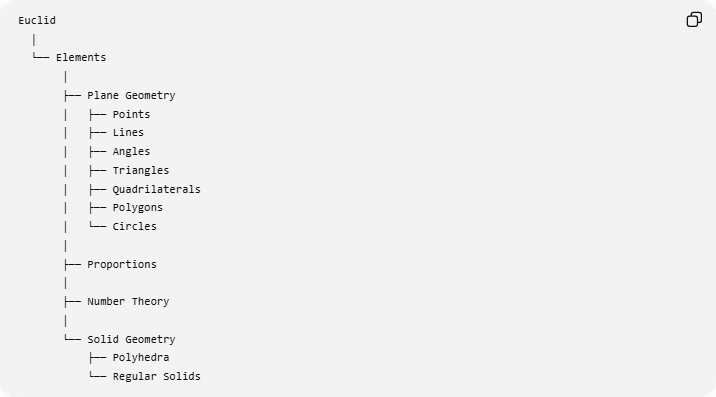 Euclid
│
└── Elements
│
├── Plane Geometry
│ ├── Points
│ ├── Lines
│ ├── Angles
│ ├── Triangles
│ ├── Quadrilaterals
│ ├── Polygons
│ └── Circles
│
├── Proportions
│
├── Number Theory
│
└── Solid Geometry
├── Polyhedra
└── Regular Solids